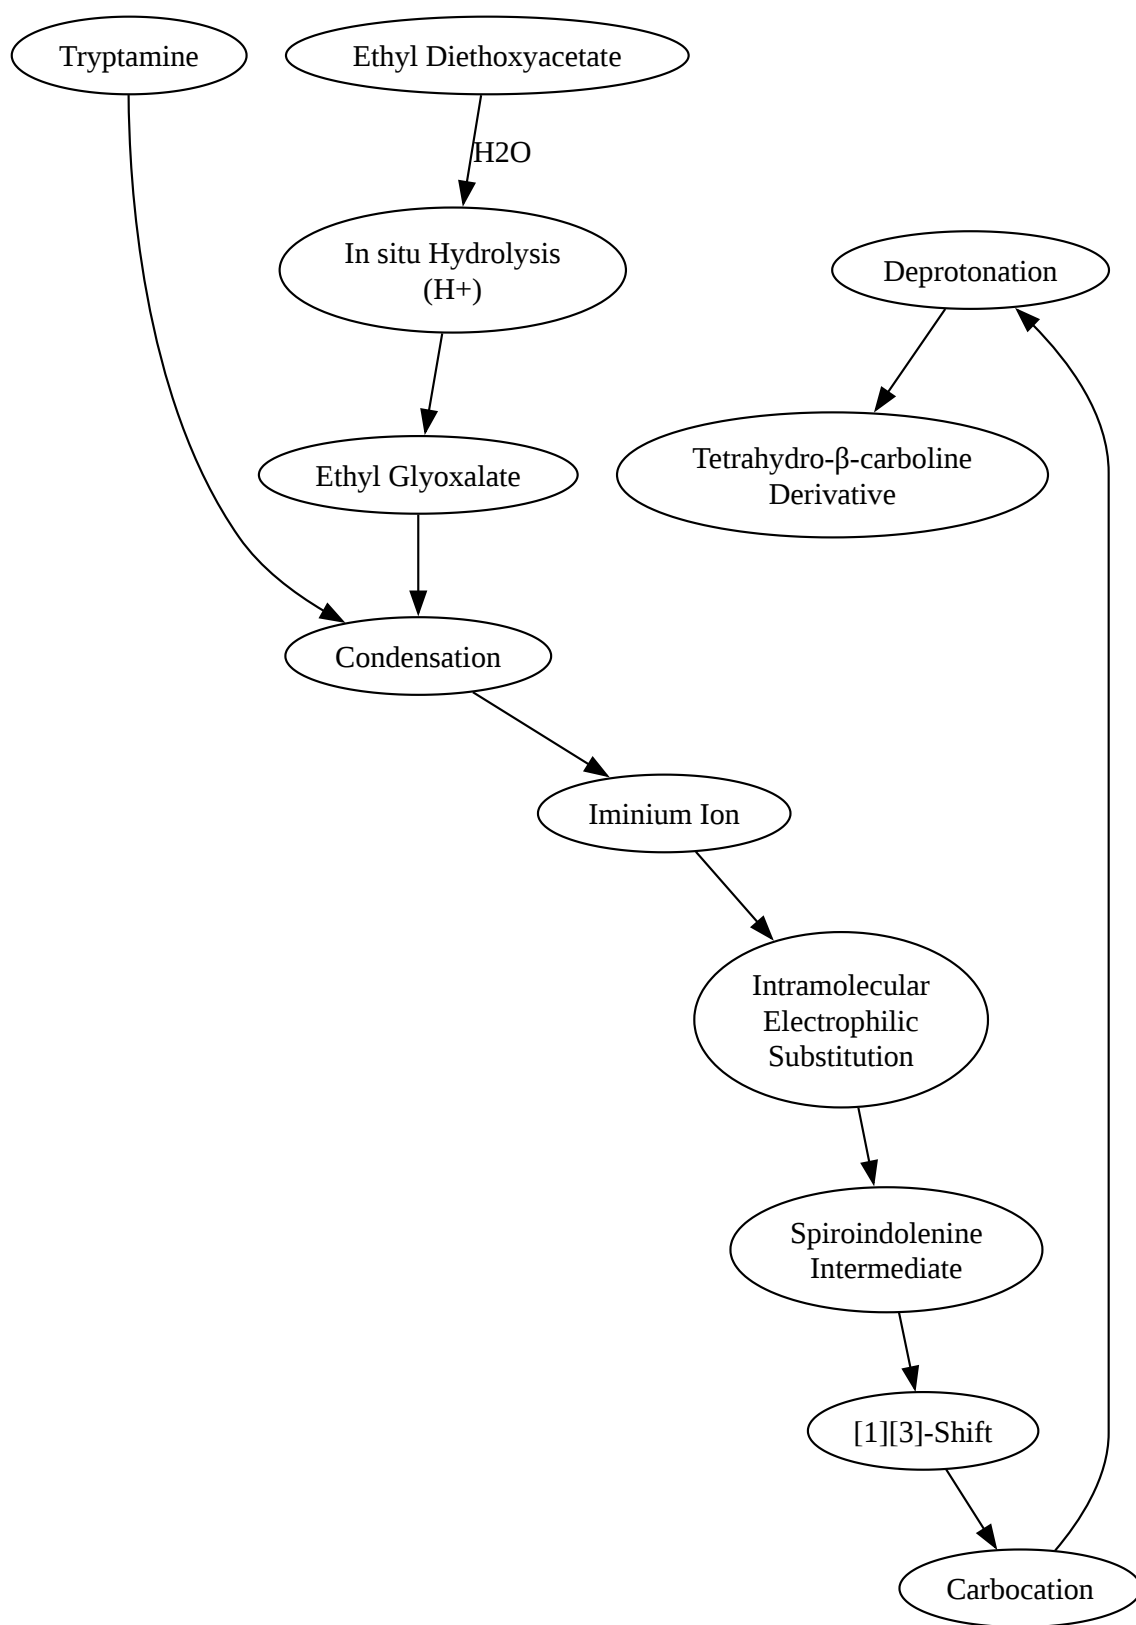 Tryptamine
Ethyl Diethoxyacetate
H2O
In situ Hydrolysis
(H+)
Deprotonation
Ethyl Glyoxalate
Tetrahydro-β-carboline
Derivative
Condensation
Iminium Ion
Intramolecular
Electrophilic
Substitution
Spiroindolenine
Intermediate
[1][3]-Shift
Carbocation